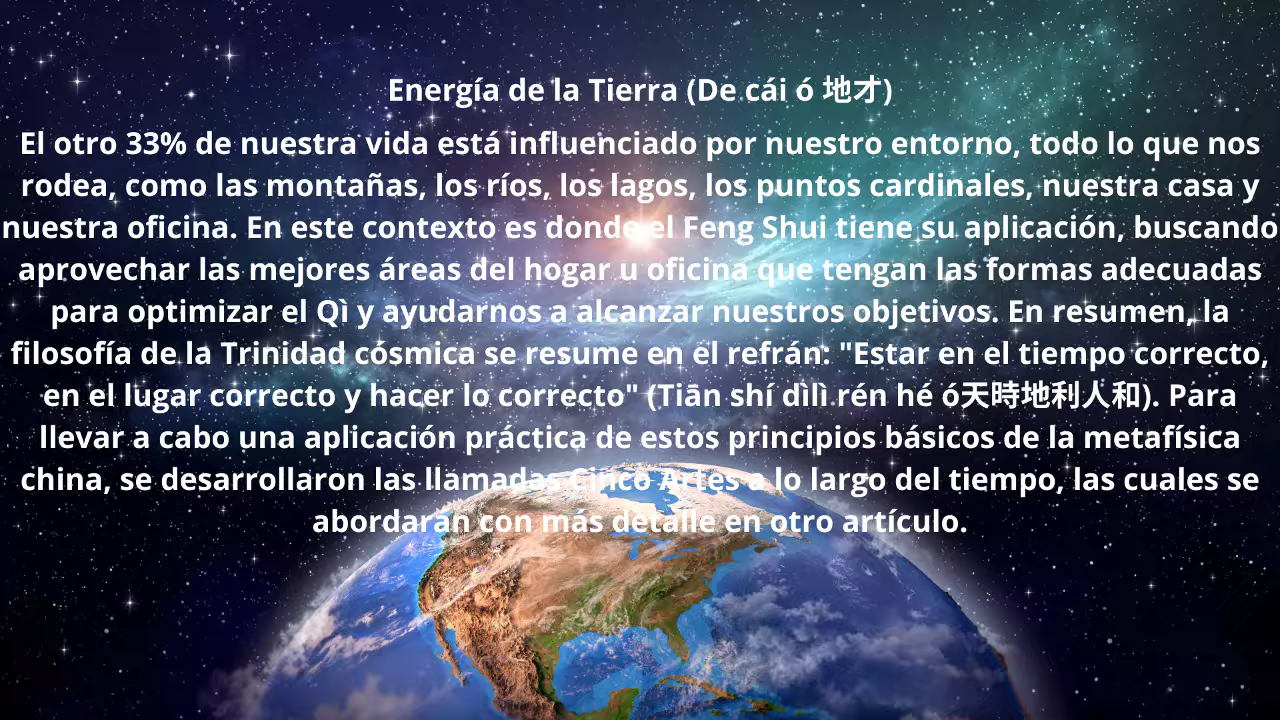 Energía de la Tierra (De cái ó 地才)
El otro 33% de nuestra vida está influenciado por nuestro entorno, todo lo que nos
rodea, como las montañas, los ríos, los lagos, los puntos cardinales, nuestra casa y
nuestra oficina. En este contexto es donde el Feng Shui tiene su aplicación, buscando
aprovechar las mejores áreas del hogar u oficina que tengan las formas adecuadas
para optimizar el Qì y ayudarnos a alcanzar nuestros objetivos. En resumen, la
filosofía de la Trinidad cósmica se resume en el refrán: "Estar en el tiempo correcto,
en el lugar correcto y hacer lo correcto" (Tiān shí dìlì rén hé ó天時地利人和). Para
llevar a cabo una aplicación práctica de estos principios básicos de la metafísica
china, se desarrollaron las llamadas Cinco Artes a lo largo del tiempo, las cuales se
abordarán con más detalle en otro artículo.